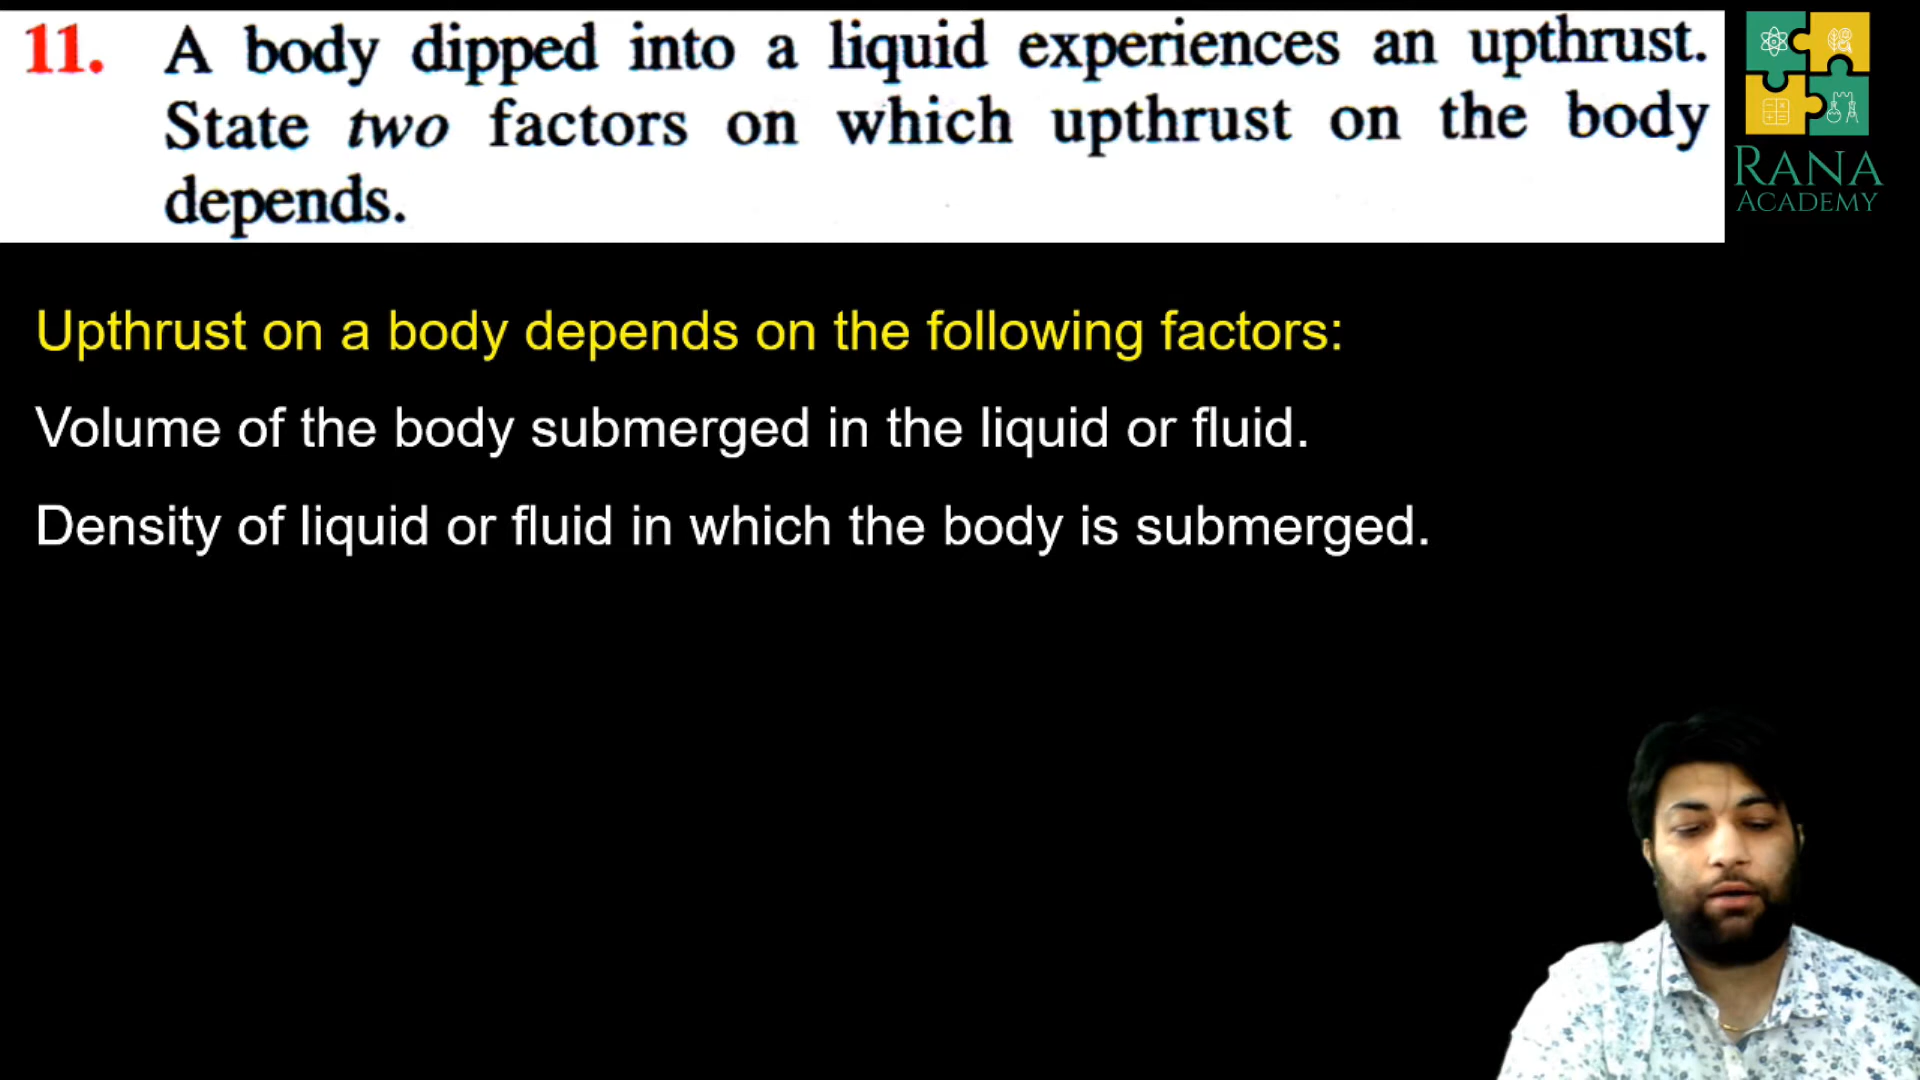 11. A body dipped into a liquid experiences an upthrust.
State two factors on which upthrust on the body
depends.
RANA
ACADEMY
Upthrust on a body depends on the following factors:
Volume of the body submerged in the liquid or fluid.
Density of liquid or fluid in which the body is submerged.